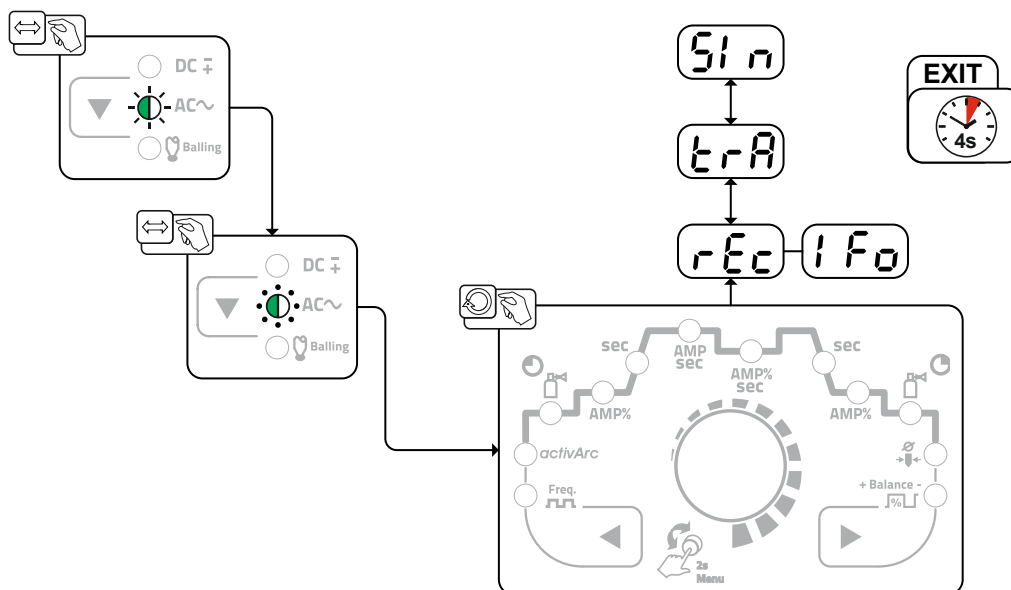 DC
AC
Balling
DC
AC
Balling
SIn
trA
rEc
IFo
EXIT
4s
sec
AMP
sec
AMP%
sec
sec
AMP%
AMP%
activArc
Freq.
+ Balance -
%
2s
Menu